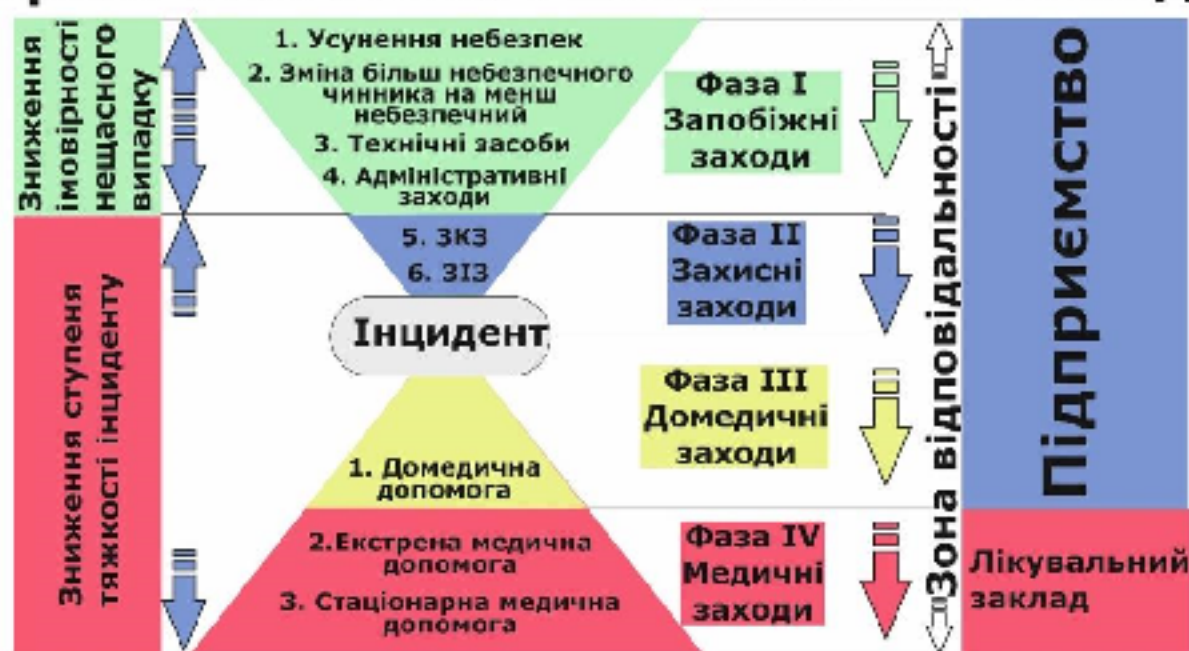 Зниження
імовірності
нещасного
випадку
1. Усунення небезпек
2. Зміна більш небезпечного
чинника на менш
небезпечний
3. Технічні засоби
4. Адміністративні
заходи
Фаза I
Запобіжні
заходи
5. ЗКЗ
6. ЗІЗ
Фаза II
Захисні
заходи
Інцидент
Зниження ступеня
тяжкості інциденту
Фаза III
Домедичні
заходи
1. Домедична
допомога
2.Екстрена медична
допомога
3. Стаціонарна медична
допомога
Фаза IV
Медичні
заходи
Зона відповідальності
Підприємство
Лікувальний
заклад